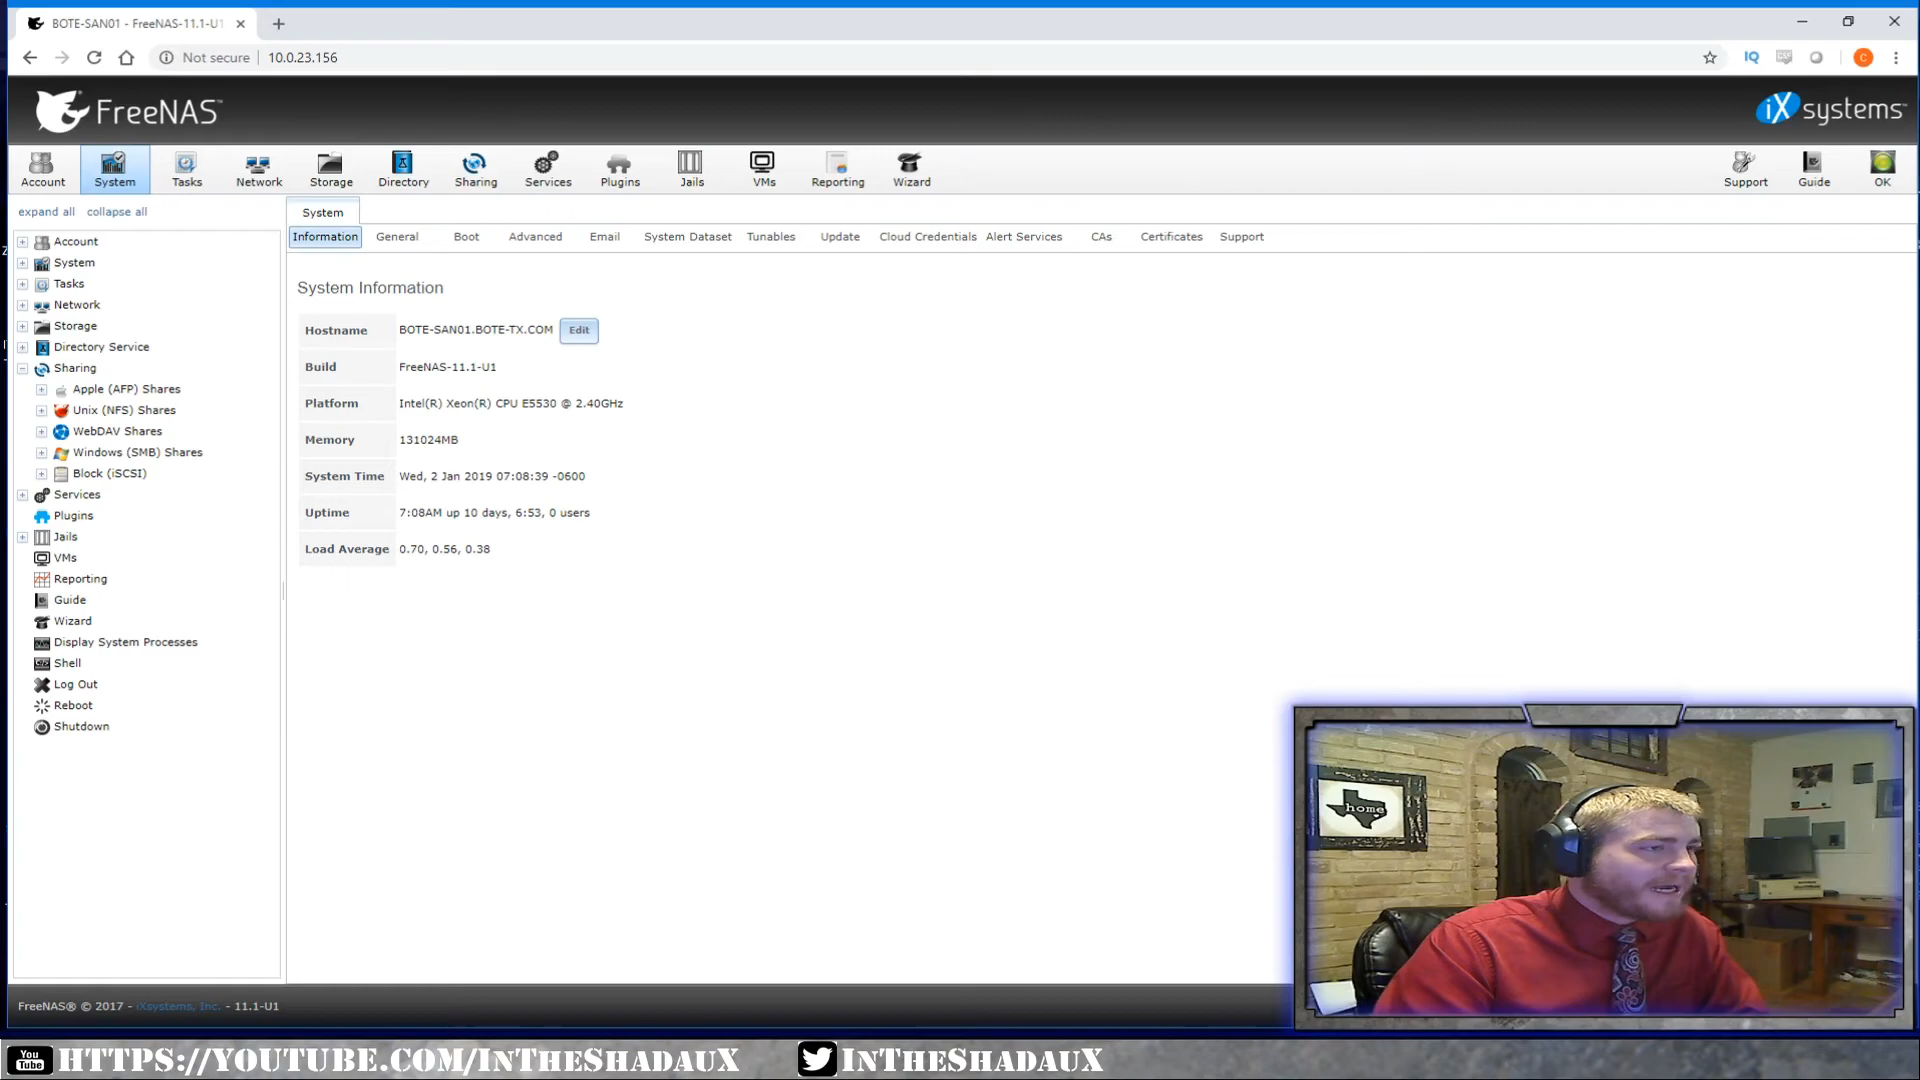 BOTE-SAN01 - FreeNAS-11.1-U1
Not secure 10.0.23.156
IQ
C
FreeNAS™
iXsystems™
Account System Tasks Network Storage Directory Sharing Services Plugins Jails VMs Reporting Wizard Support Guide OK
expand all collapse all
System
Information General Boot Advanced Email System Dataset Tunables Update Cloud Credentials Alert Services CAs Certificates Support
Account
System
Tasks
Network
Storage
Directory Service
Sharing
Apple (AFP) Shares
Unix (NFS) Shares
WebDAV Shares
Windows (SMB) Shares
Block (iSCSI)
Services
Plugins
Jails
VMs
Reporting
Guide
Wizard
Display System Processes
Shell
Log Out
Reboot
Shutdown
System Information
Hostname BOTE-SAN01.BOTE-TX.COM Edit
Build FreeNAS-11.1-U1
Platform Intel(R) Xeon(R) CPU E5530 @ 2.40GHz
Memory 131024MB
System Time Wed, 2 Jan 2019 07:08:39 -0600
Uptime 7:08AM up 10 days, 6:53, 0 users
Load Average 0.70, 0.56, 0.38
home
FreeNAS® © 2017 - iXsystems, Inc. - 11.1-U1
You Tube HTTPS://YOUTUBE.COM/INTHESHADAUX INTHESHADAUX